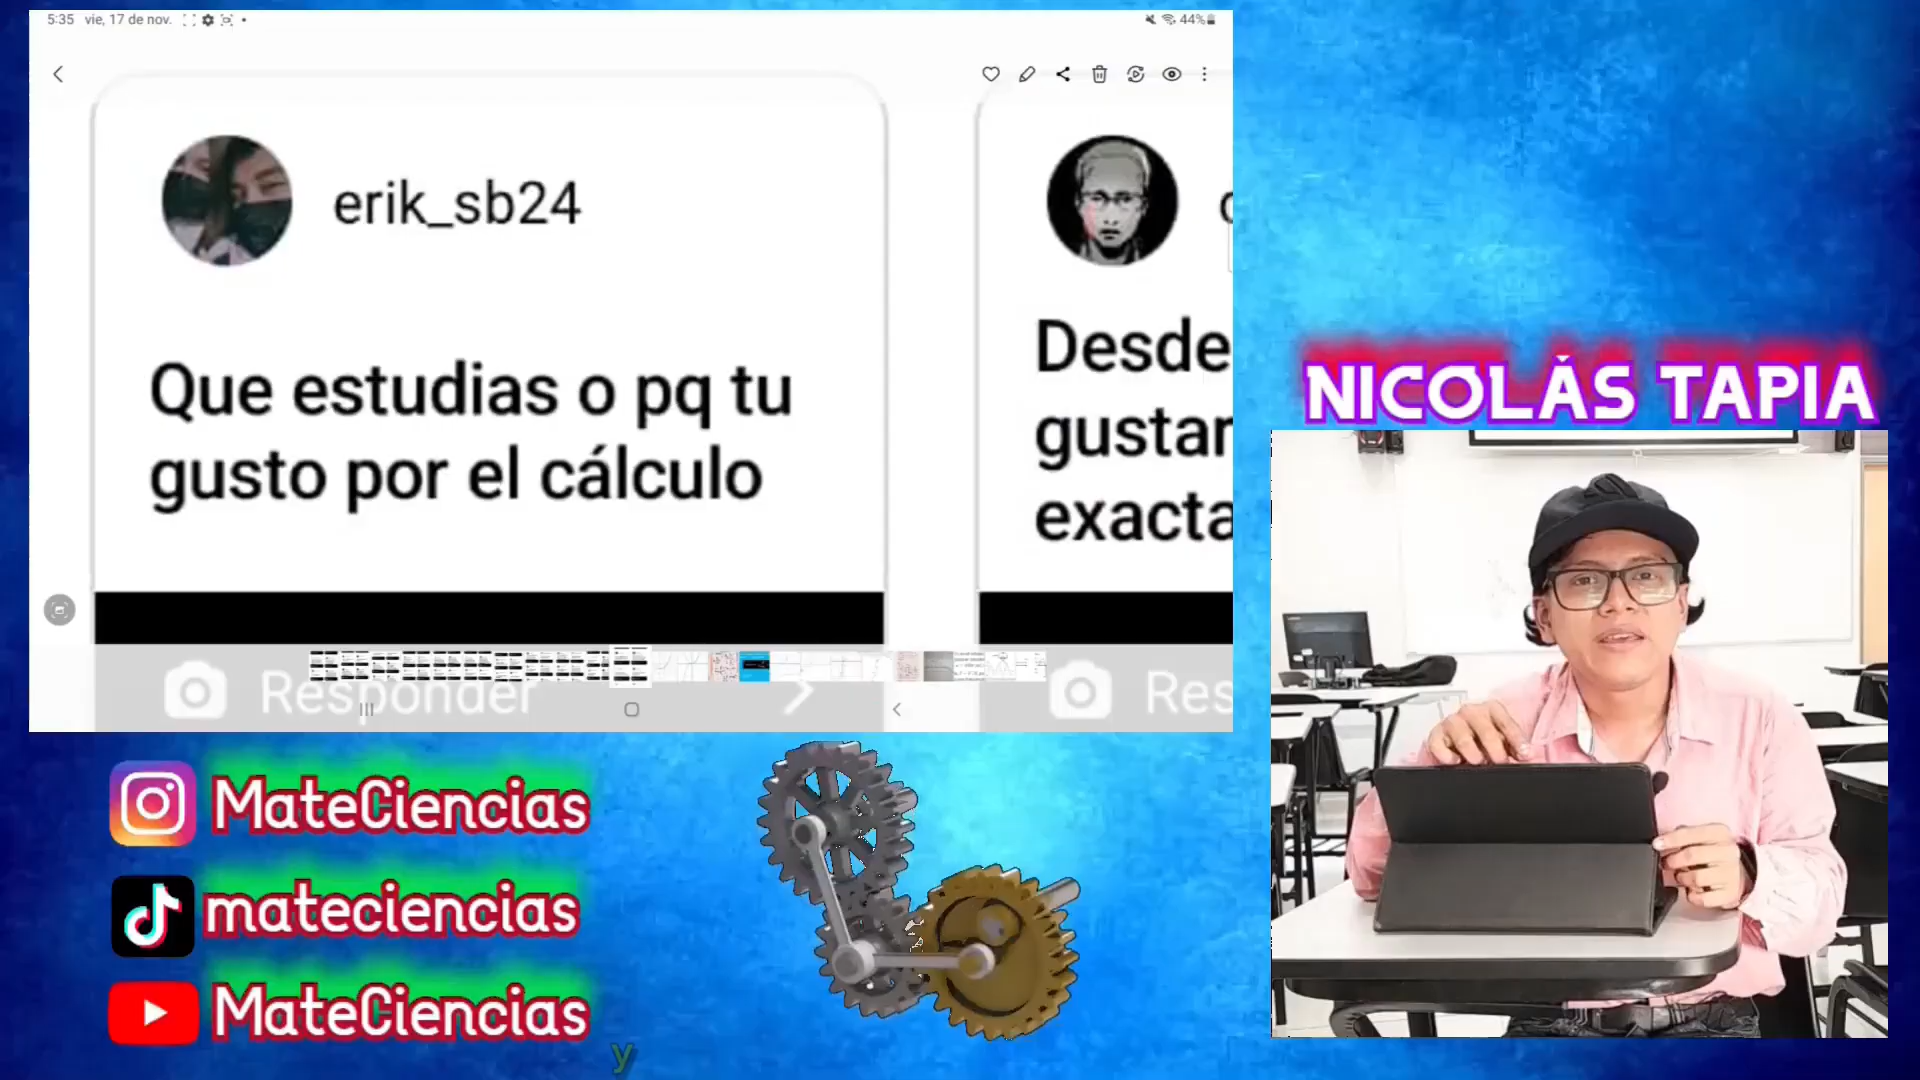 5:35 vie, 17 de nov.
44%
erik_sb24
Que estudias o pq tu
gusto por el cálculo
Responder
Desde
gustar
exacta
Res
NICOLÁS TAPIA
MateCiencias
mateciencias
MateCiencias
y